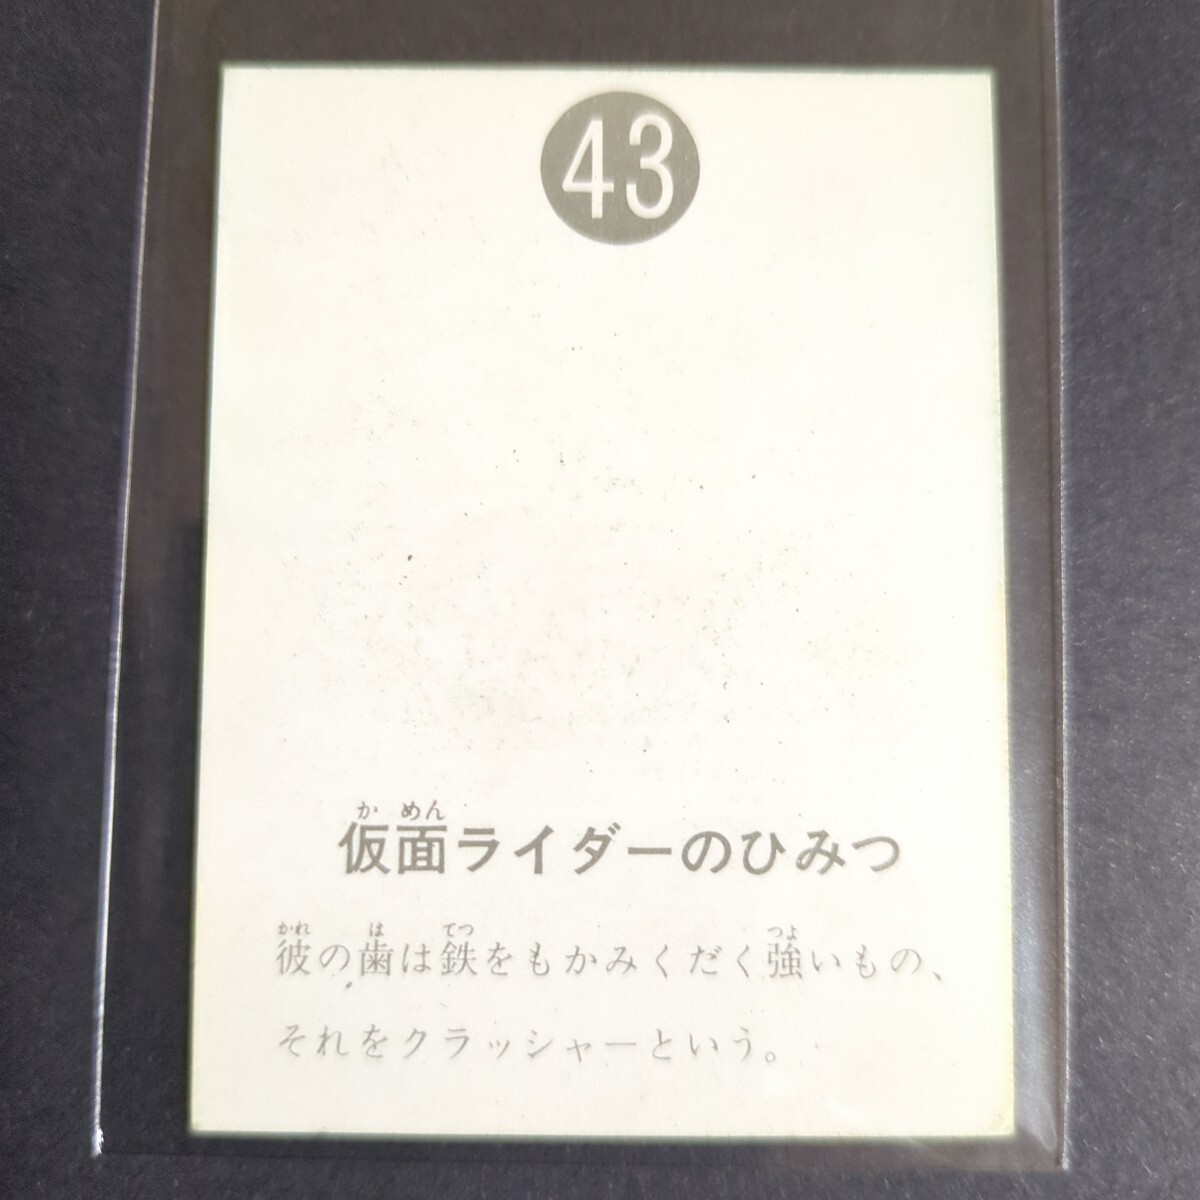 43
かめん
仮面ライダーのひみつ
かれ は てつ つよ
彼の歯は鉄をもかみくだく強いもの、
それをクラッシャーという。